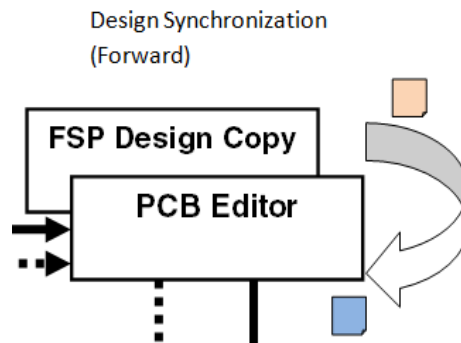 Design Synchronization
(Forward)
FSP Design Copy
PCB Editor